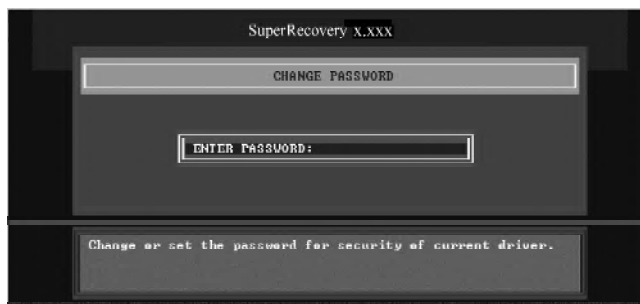 SuperRecovery x.xxx
CHANGE PASSWORD
ENTER PASSWORD:
Change or set the password for security of current driver.